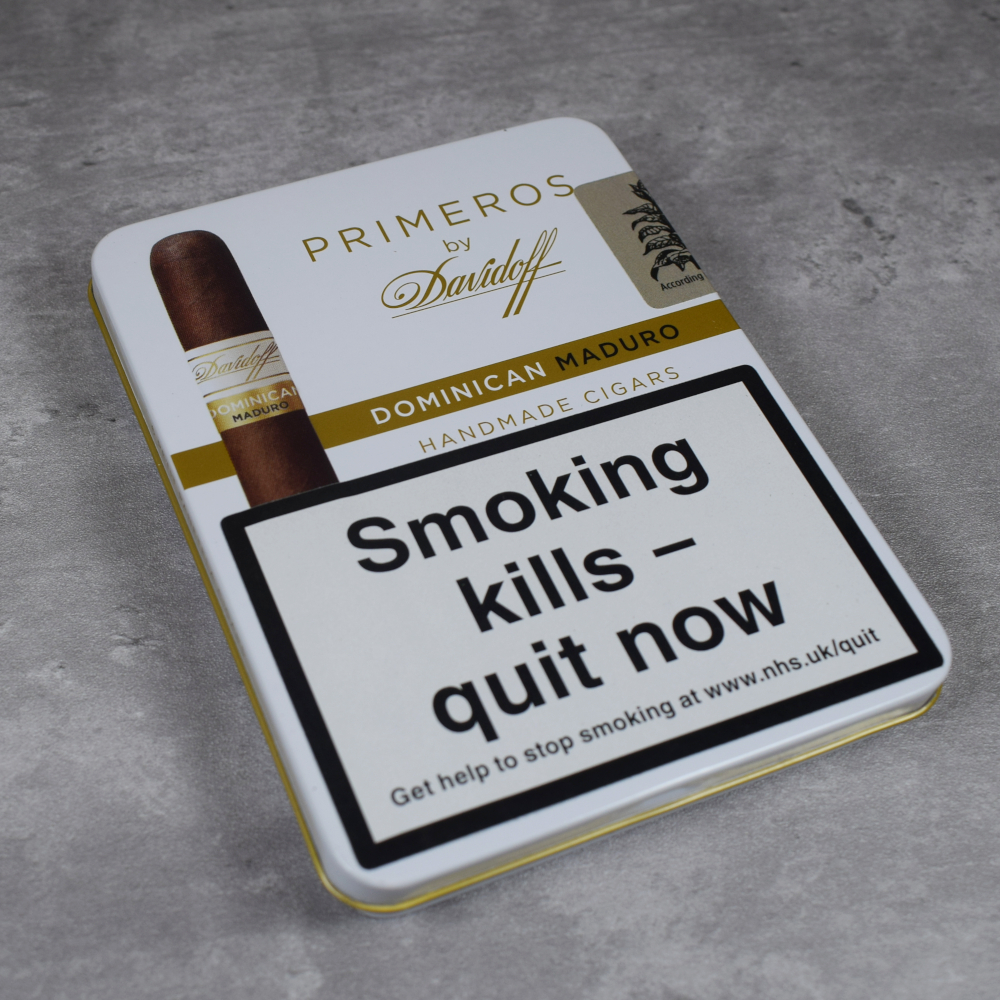 PRIMEROS
by
Davidoff
According
Davidoff
DOMINICAN
MADURO
DOMINICAN MADURO
HANDMADE CIGARS
Smoking
kills –
quit now
Get help to stop smoking at www.nhs.uk/quit